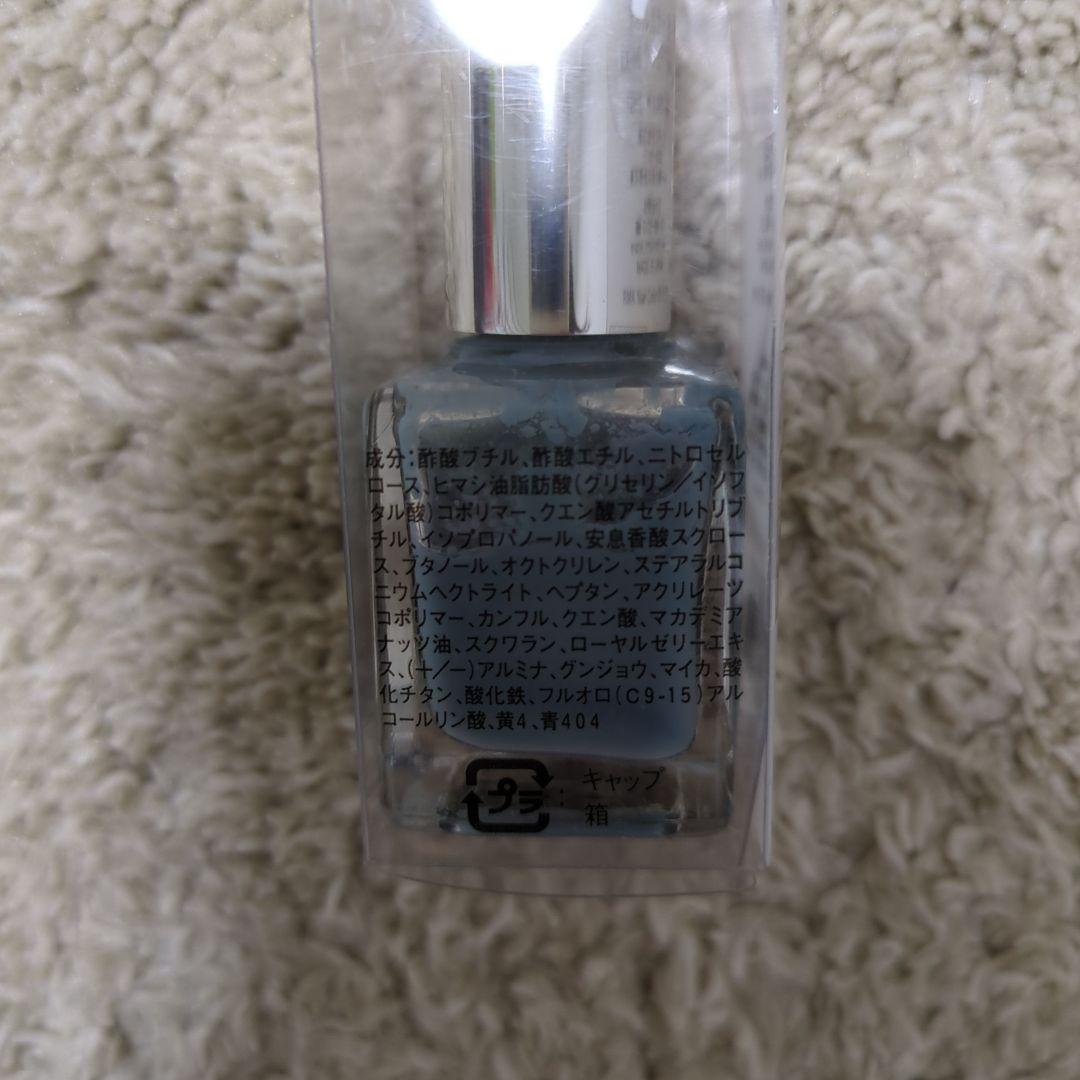 成分:酢酸ブチル、酢酸エチル、ニトロセル
ロース、ヒマシ油脂肪酸(グリセリン/イソフ
タル酸)コポリマー、クエン酸アセチルトリブ
チル、イソプロパノール、安息香酸スクロー
ス、ブタノール、オクトクリレン、ステアラルコ
ニウムヘクトライト、ヘプタン、アクリレーツ
コポリマー、カンフル、クエン酸、マカデミア
ナッツ油、スクワラン、ローヤルゼリーエキ
ス、(+/-)アルミナ、グンジョウ、マイカ、酸
化チタン、酸化鉄、フルオロ(C9-15)アル
コールリン酸、黄4、青404
プラ : キャップ
箱